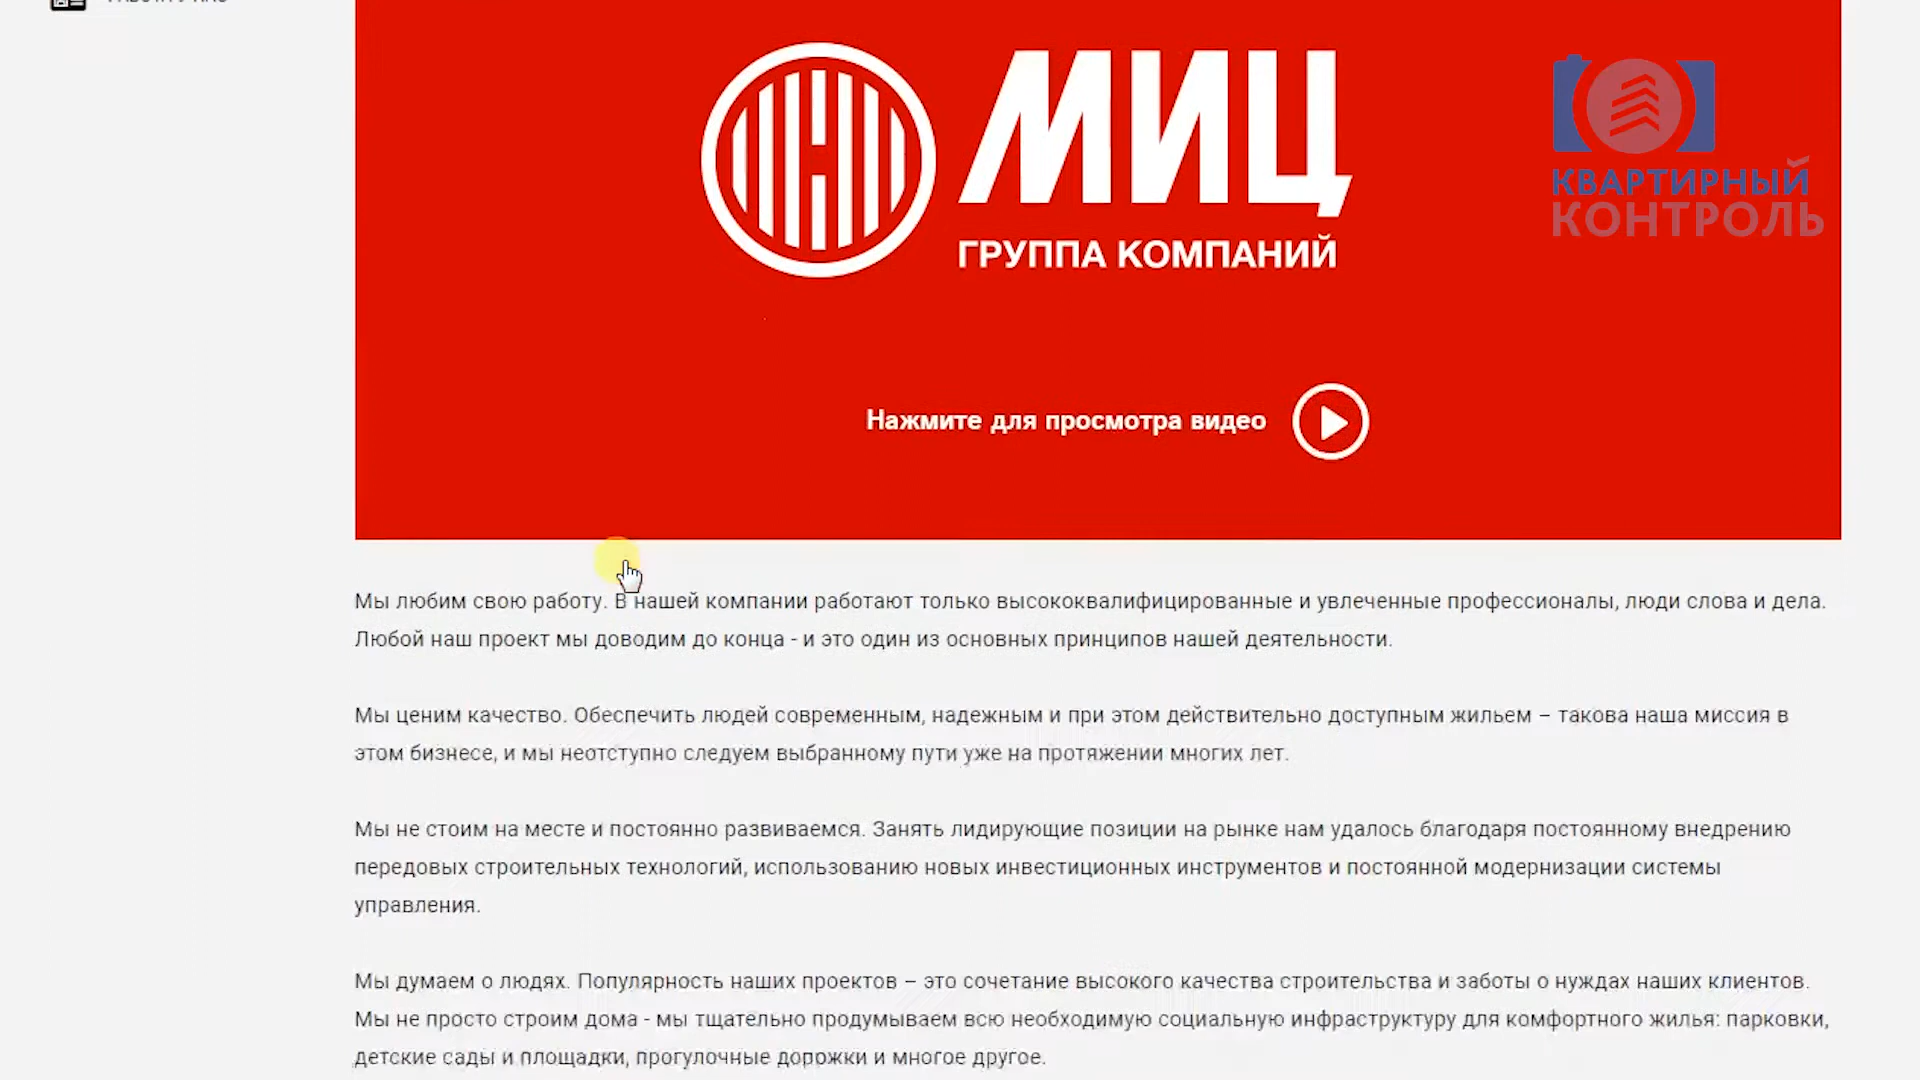 МИЦ
ГРУППА КОМПАНИЙ
КВАРТИРНЫЙ
КОНТРОЛЬ
Нажмите для просмотра видео
Мы любим свою работу. В нашей компании работают только высококвалифицированные и увлеченные профессионалы, люди слова и дела.
Любой наш проект мы доводим до конца - и это один из основных принципов нашей деятельности.
Мы ценим качество. Обеспечить людей современным, надежным и при этом действительно доступным жильем – такова наша миссия в
этом бизнесе, и мы неотступно следуем выбранному пути уже на протяжении многих лет.
Мы не стоим на месте и постоянно развиваемся. Занять лидирующие позиции на рынке нам удалось благодаря постоянному внедрению
передовых строительных технологий, использованию новых инвестиционных инструментов и постоянной модернизации системы
управления.
Мы думаем о людях. Популярность наших проектов – это сочетание высокого качества строительства и заботы о нуждах наших клиентов.
Мы не просто строим дома - мы тщательно продумываем всю необходимую социальную инфраструктуру для комфортного жилья: парковки,
детские сады и площадки, прогулочные дорожки и многое другое.